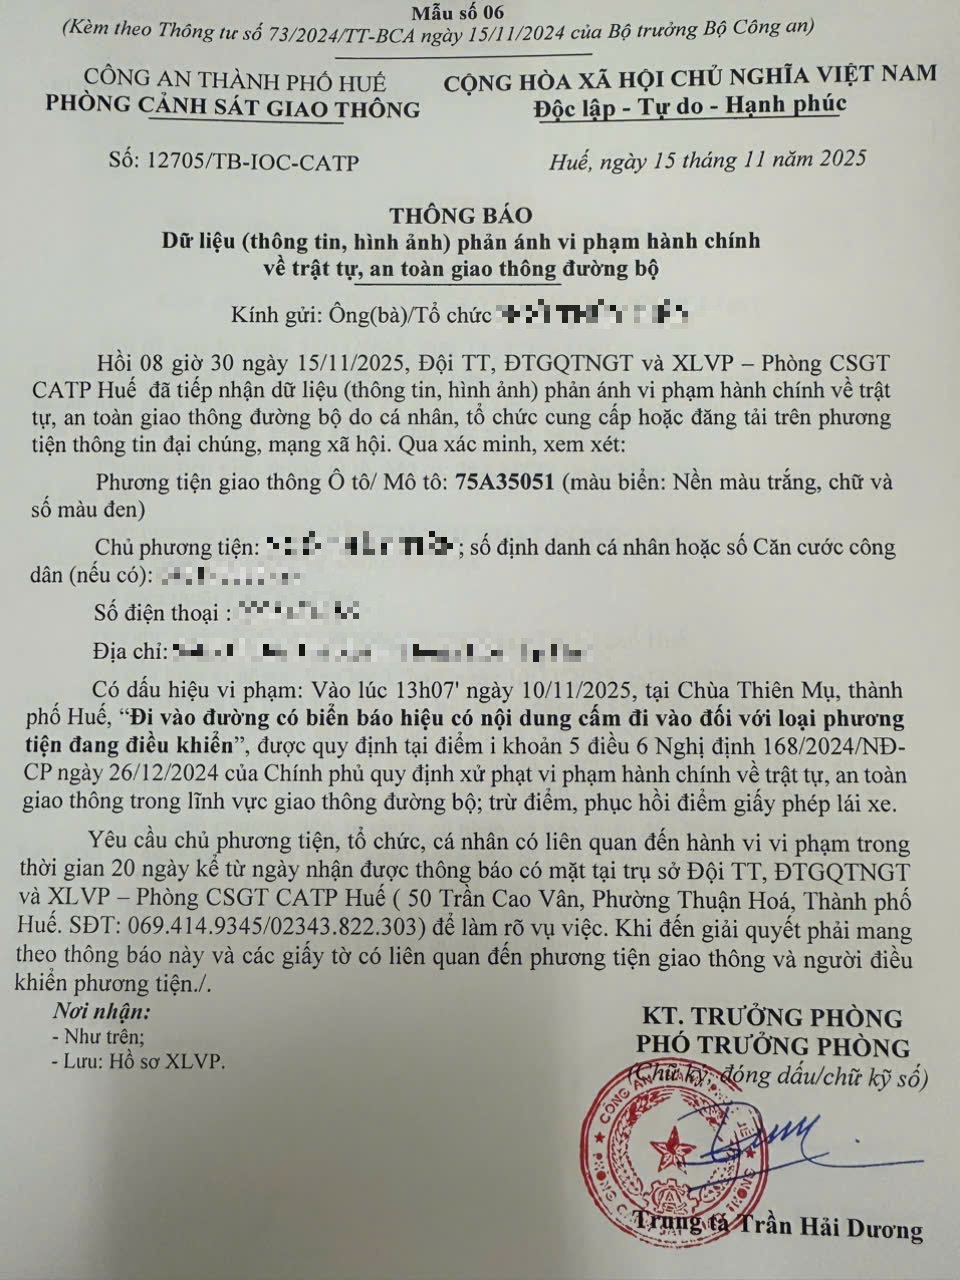 Mẫu số 06
(Kèm theo Thông tư số 73/2024/TT-BCA ngày 15/11/2024 của Bộ trưởng Bộ Công an)
CÔNG AN THÀNH PHỐ HUẾ
PHÒNG CẢNH SÁT GIAO THÔNG
CỘNG HÒA XÃ HỘI CHỦ NGHĨA VIỆT NAM
Độc lập - Tự do - Hạnh phúc
Số: 12705/TB-IOC-CATP
Huế, ngày 15 tháng 11 năm 2025
THÔNG BÁO
Dữ liệu (thông tin, hình ảnh) phản ánh vi phạm hành chính
về trật tự, an toàn giao thông đường bộ
Kính gửi: Ông(bà)/Tổ chức
Hồi 08 giờ 30 ngày 15/11/2025, Đội TT, ĐTGQTNGT và XLVP – Phòng CSGT
CATP Huế đã tiếp nhận dữ liệu (thông tin, hình ảnh) phản ánh vi phạm hành chính về trật
tự, an toàn giao thông đường bộ do cá nhân, tổ chức cung cấp hoặc đăng tải trên phương
tiện thông tin đại chúng, mạng xã hội. Qua xác minh, xem xét:
Phương tiện giao thông Ô tô/ Mô tô: 75A35051 (màu biển: Nền màu trắng, chữ và
số màu đen)
Chủ phương tiện: ; số định danh cá nhân hoặc số Căn cước công
dân (nếu có):
Số điện thoại :
Địa chỉ:
Có dấu hiệu vi phạm: Vào lúc 13h07' ngày 10/11/2025, tại Chùa Thiên Mụ, thành
phố Huế, “Đi vào đường có biển báo hiệu có nội dung cấm đi vào đối với loại phương
tiện đang điều khiển”, được quy định tại điểm i khoản 5 điều 6 Nghị định 168/2024/NĐ-
CP ngày 26/12/2024 của Chính phủ quy định xử phạt vi phạm hành chính về trật tự, an toàn
giao thông trong lĩnh vực giao thông đường bộ; trừ điểm, phục hồi điểm giấy phép lái xe.
Yêu cầu chủ phương tiện, tổ chức, cá nhân có liên quan đến hành vi vi phạm trong
thời gian 20 ngày kể từ ngày nhận được thông báo có mặt tại trụ sở Đội TT, ĐTGQTNGT
và XLVP – Phòng CSGT CATP Huế ( 50 Trần Cao Vân, Phường Thuận Hoá, Thành phố
Huế. SĐT: 069.414.9345/02343.822.303) để làm rõ vụ việc. Khi đến giải quyết phải mang
theo thông báo này và các giấy tờ có liên quan đến phương tiện giao thông và người điều
khiển phương tiện./.
Nơi nhận:
- Như trên;
- Lưu: Hồ sơ XLVP.
KT. TRƯỞNG PHÒNG
PHÓ TRƯỞNG PHÒNG
(Chữ ký, đóng dấu/chữ ký số)
Trung tá Trần Hải Dương